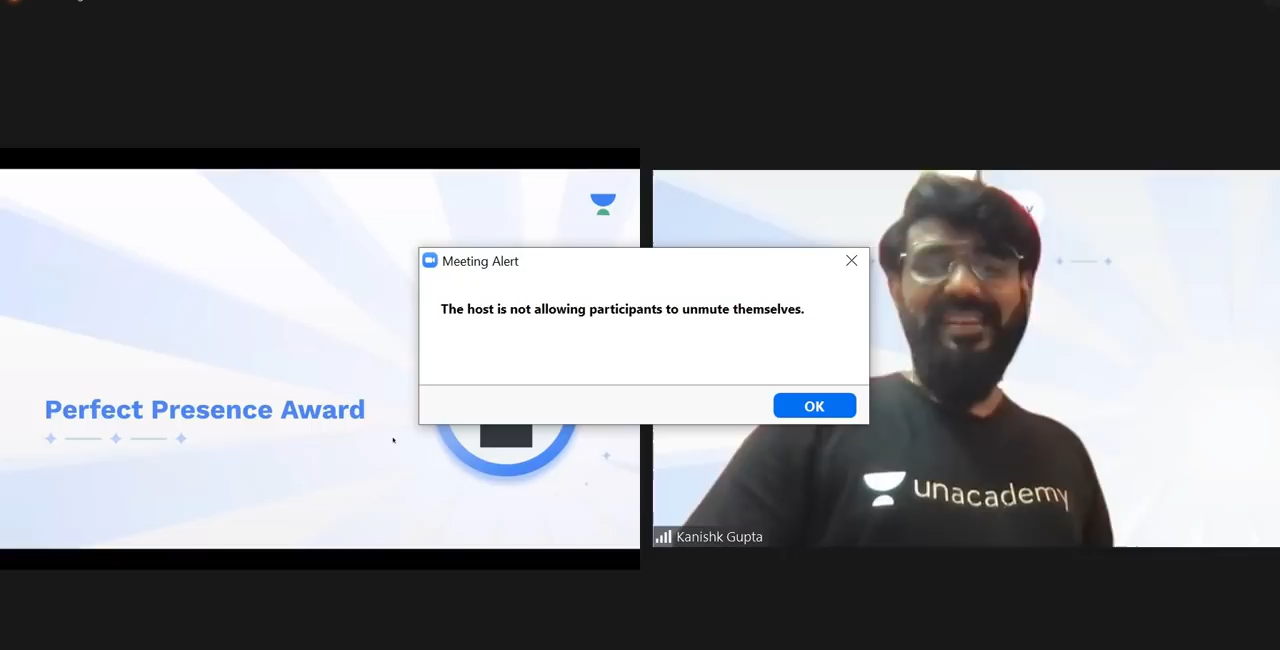 Meeting Alert
The host is not allowing participants to unmute themselves.
OK
Perfect Presence Award
unacademy
Kanishk Gupta